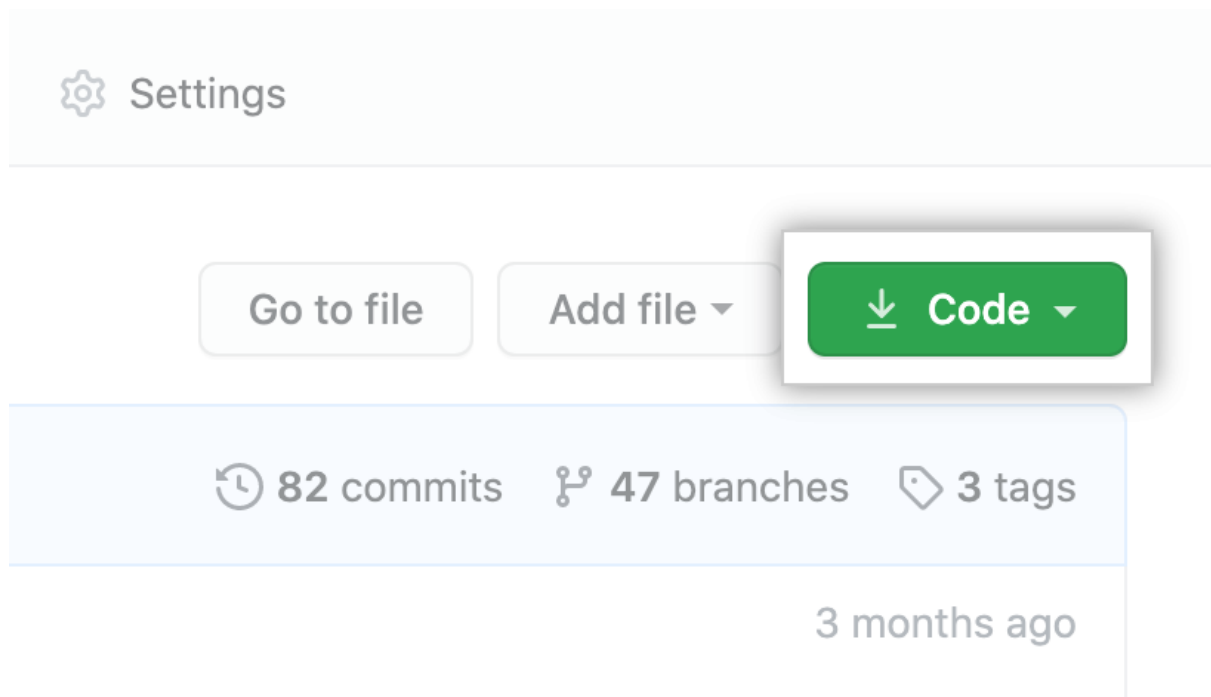 Settings
Go to file Add file Code
82 commits 47 branches 3 tags
3 months ago